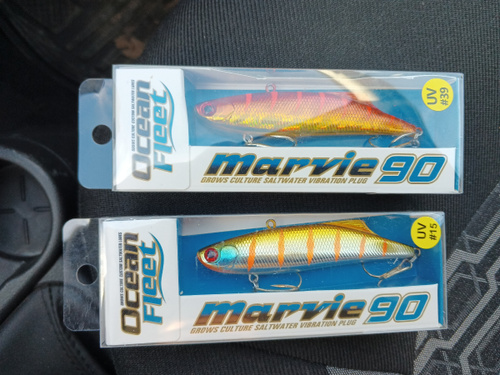 Ocean
Fleet
marvie 90
GROWS CULTURE SALTWATER VIBRATION PLUG
UV
#39
Ocean
Fleet
marvie 90
GROWS CULTURE SALTWATER VIBRATION PLUG
UV
#15